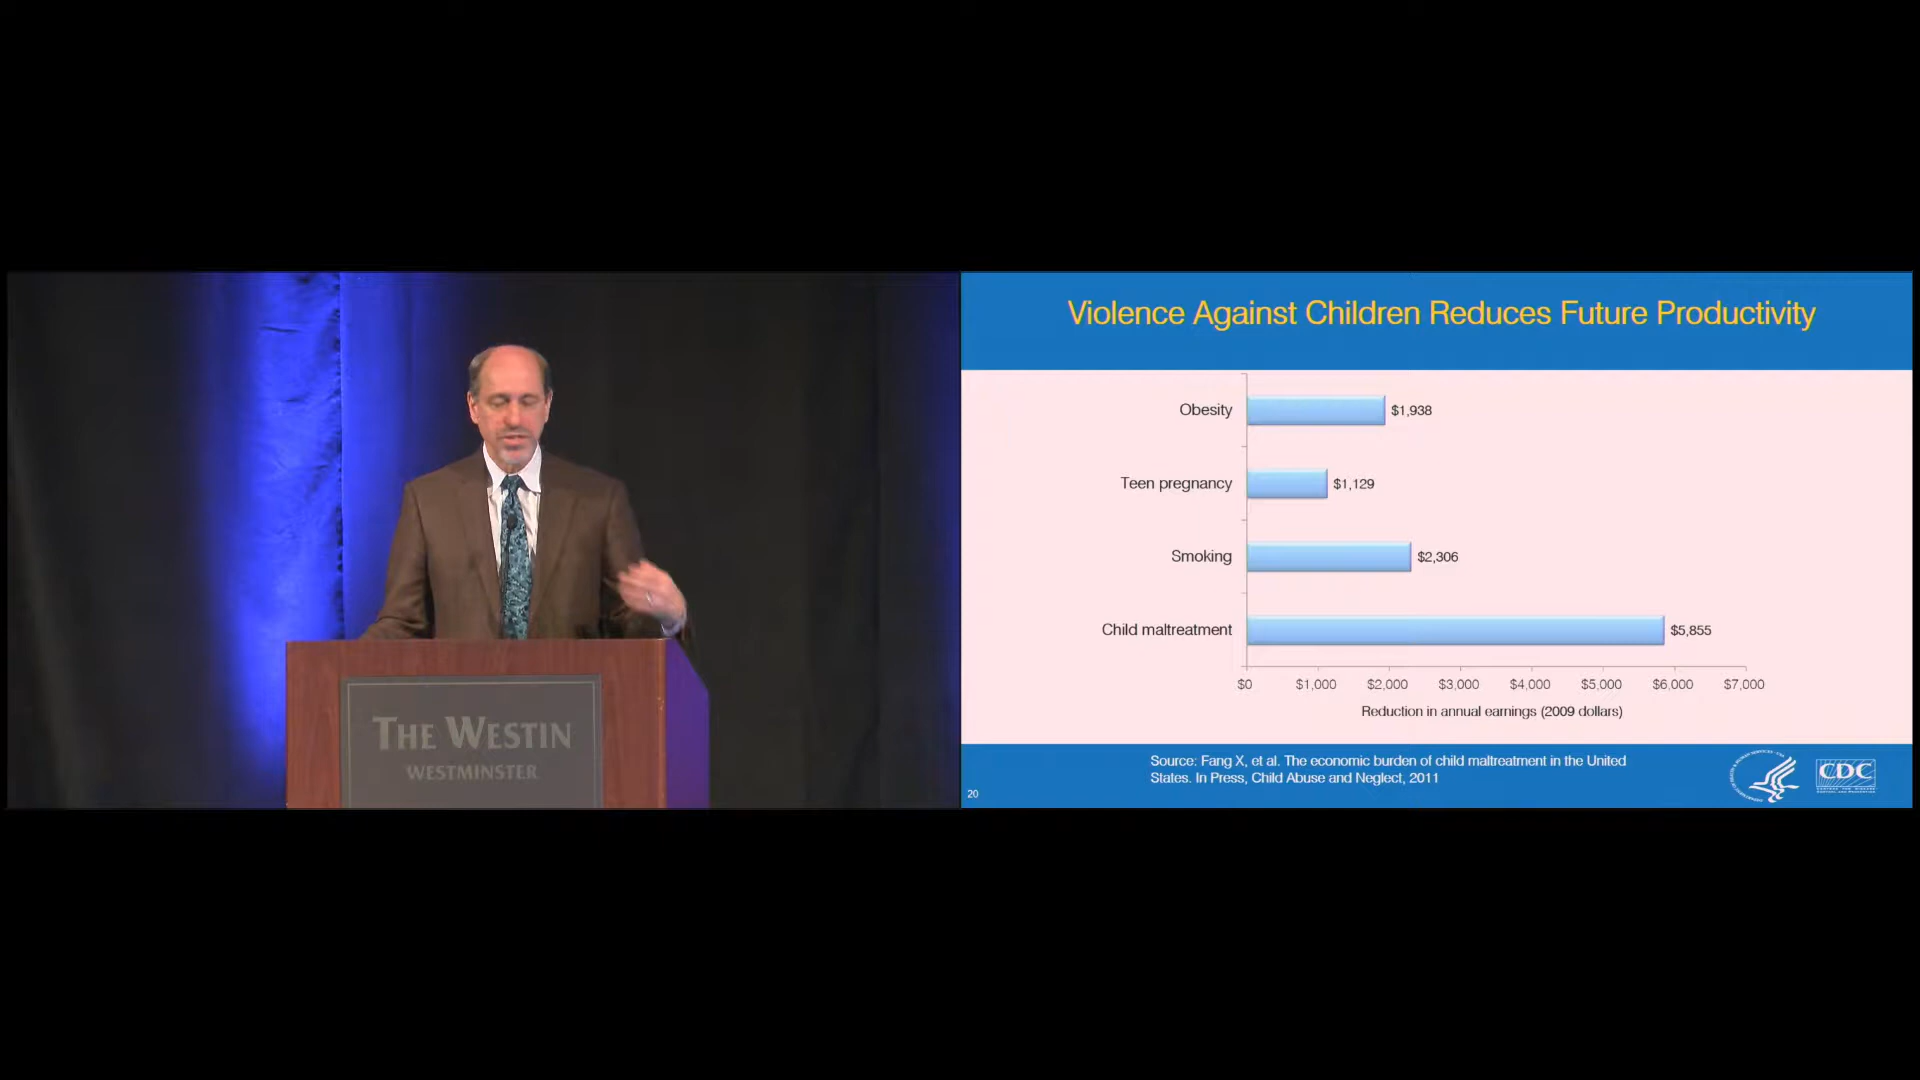 THE WESTIN
WESTMINSTER
Violence Against Children Reduces Future Productivity
Obesity
$1,938
Teen pregnancy
$1,129
Smoking
$2,306
Child maltreatment
$5,855
$0 $1,000 $2,000 $3,000 $4,000 $5,000 $6,000 $7,000
Reduction in annual earnings (2009 dollars)
Source: Fang X, et al. The economic burden of child maltreatment in the United
States. In Press, Child Abuse and Neglect, 2011
CDC
20